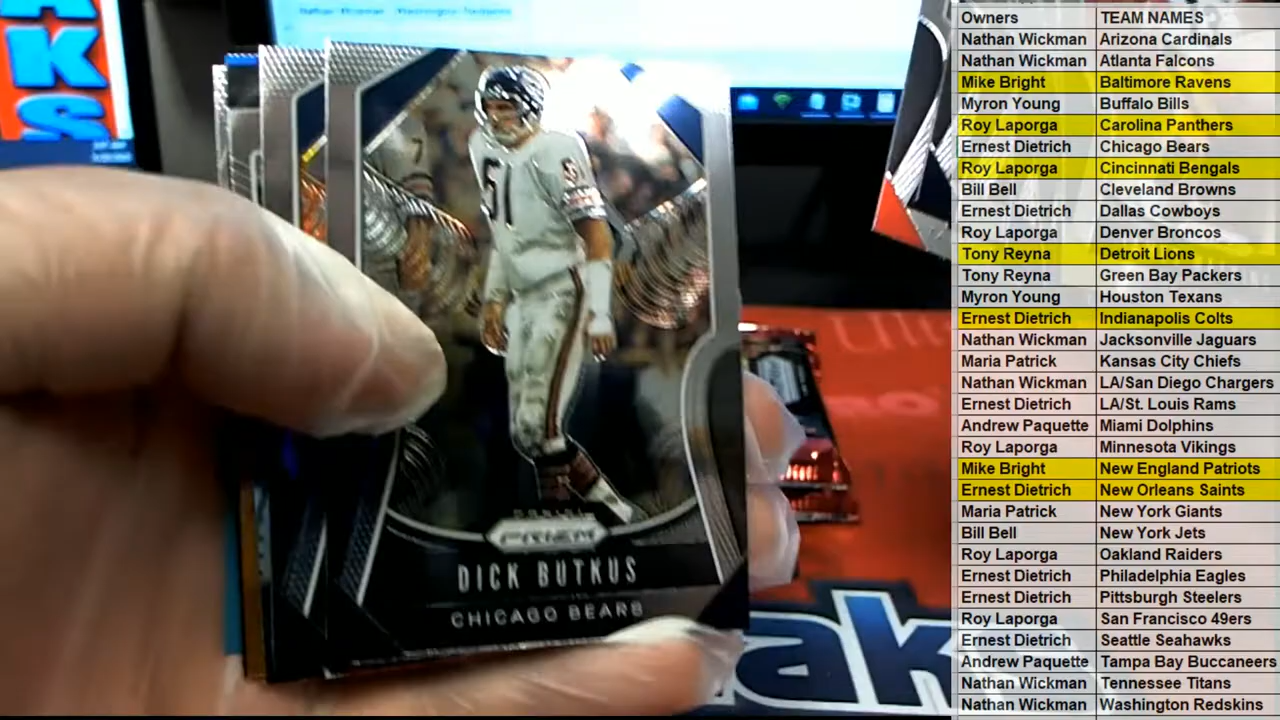 Owners TEAM NAMES
Nathan Wickman Arizona Cardinals
Nathan Wickman Atlanta Falcons
Mike Bright Baltimore Ravens
Myron Young Buffalo Bills
Roy Laporga Carolina Panthers
Ernest Dietrich Chicago Bears
Roy Laporga Cincinnati Bengals
Bill Bell Cleveland Browns
Ernest Dietrich Dallas Cowboys
Roy Laporga Denver Broncos
Tony Reyna Detroit Lions
Tony Reyna Green Bay Packers
Myron Young Houston Texans
Ernest Dietrich Indianapolis Colts
Nathan Wickman Jacksonville Jaguars
Maria Patrick Kansas City Chiefs
Nathan Wickman LA/San Diego Chargers
Ernest Dietrich LA/St. Louis Rams
Andrew Paquette Miami Dolphins
Roy Laporga Minnesota Vikings
Mike Bright New England Patriots
Ernest Dietrich New Orleans Saints
Maria Patrick New York Giants
Bill Bell New York Jets
Roy Laporga Oakland Raiders
Ernest Dietrich Philadelphia Eagles
Ernest Dietrich Pittsburgh Steelers
Roy Laporga San Francisco 49ers
Ernest Dietrich Seattle Seahawks
Andrew Paquette Tampa Bay Buccaneers
Nathan Wickman Tennessee Titans
Nathan Wickman Washington Redskins
AKS
7
51
51
PANINI
PRIZM
DICK BUTKUS
CHICAGO BEARS
eak